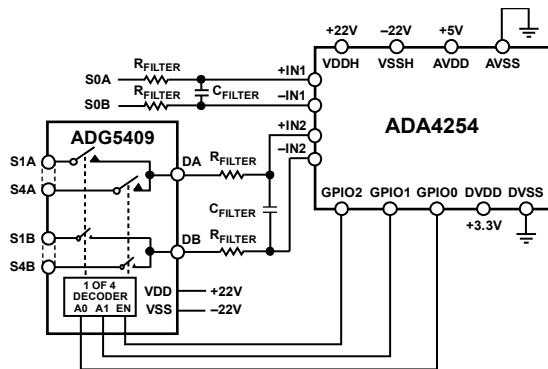 +22V –22V +5V
VDDH VSSH AVDD AVSS
S0A RFILTER +IN1
CFILTER
S0B RFILTER –IN1
ADA4254
ADG5409
+IN2
–IN2
S1A DA RFILTER
S4A
GPIO2 GPIO1 GPIO0 DVDD DVSS
+3.3V
CFILTER
S1B DB RFILTER
S4B
1 OF 4
DECODER
A0 A1 EN
VDD +22V
VSS –22V